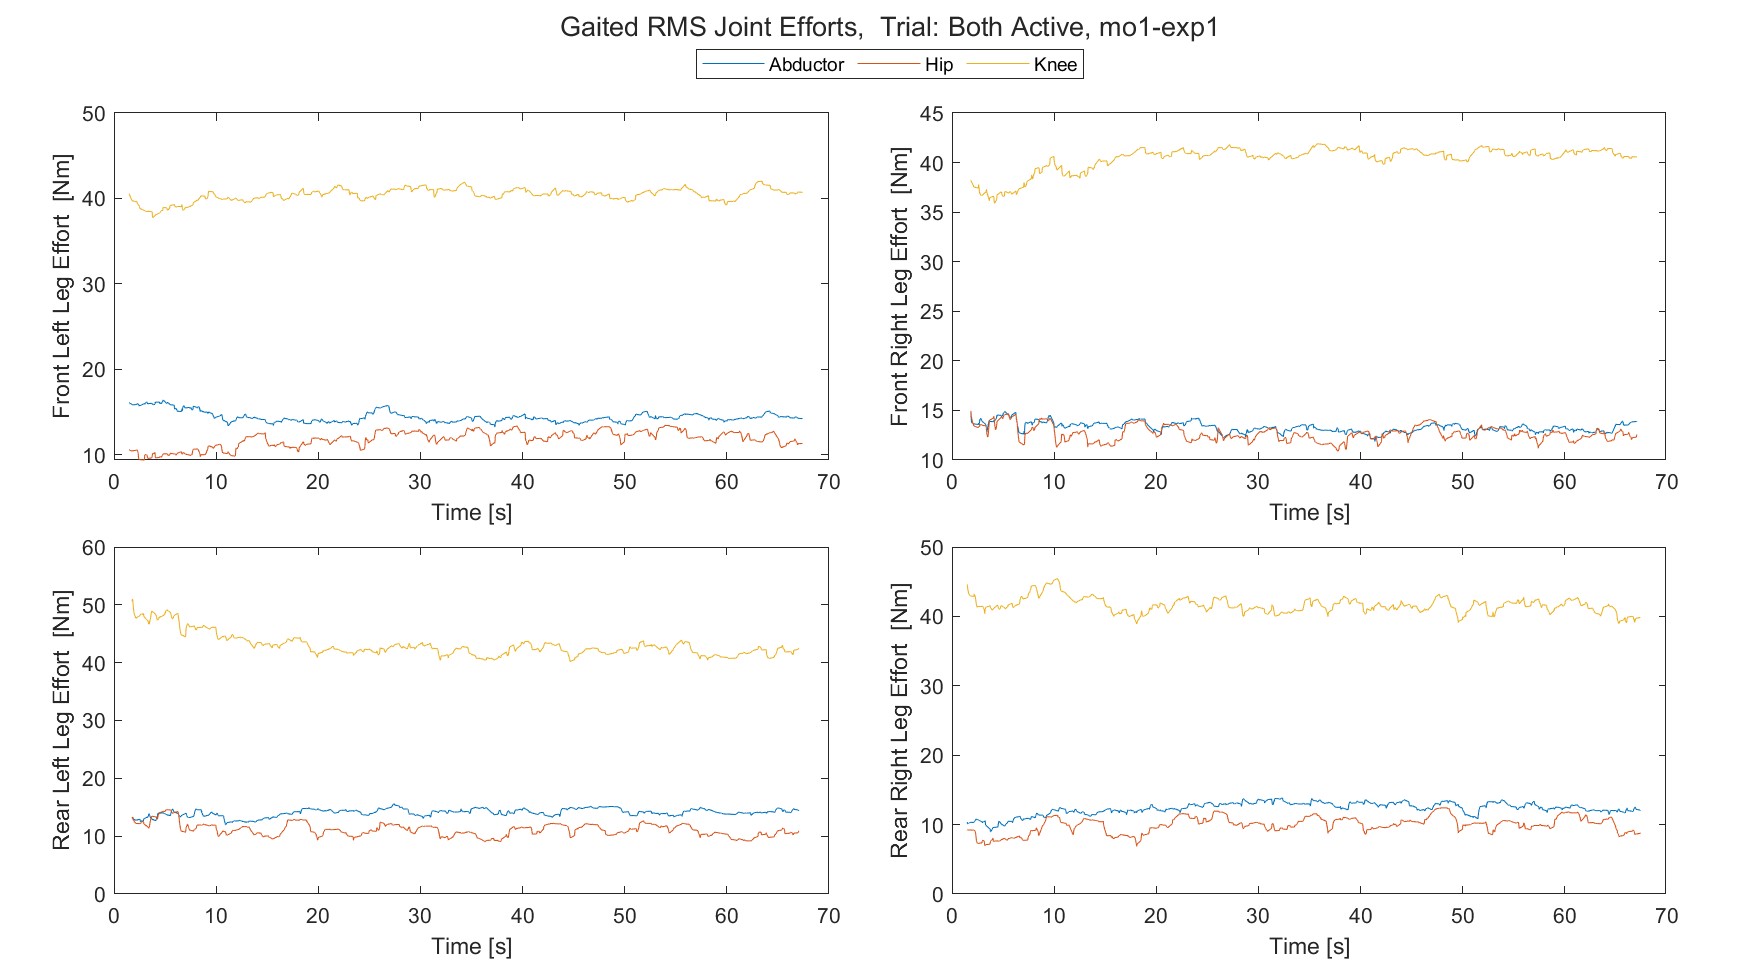 Gaited RMS Joint Efforts,  Trial: Both Active, mo1-exp1
Abductor Hip Knee
50
40
30
20
10
Front Left Leg Effort  [Nm]
0 10 20 30 40 50 60 70
Time [s]
45
40
35
30
25
20
15
10
Front Right Leg Effort  [Nm]
0 10 20 30 40 50 60 70
Time [s]
60
50
40
30
20
10
0
Rear Left Leg Effort  [Nm]
0 10 20 30 40 50 60 70
Time [s]
50
40
30
20
10
0
Rear Right Leg Effort  [Nm]
0 10 20 30 40 50 60 70
Time [s]